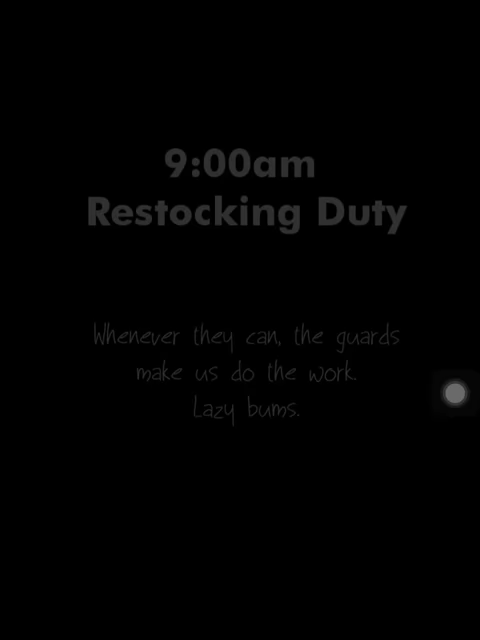 9:00am
Restocking Duty
Whenever they can, the guards
make us do the work.
Lazy bums.